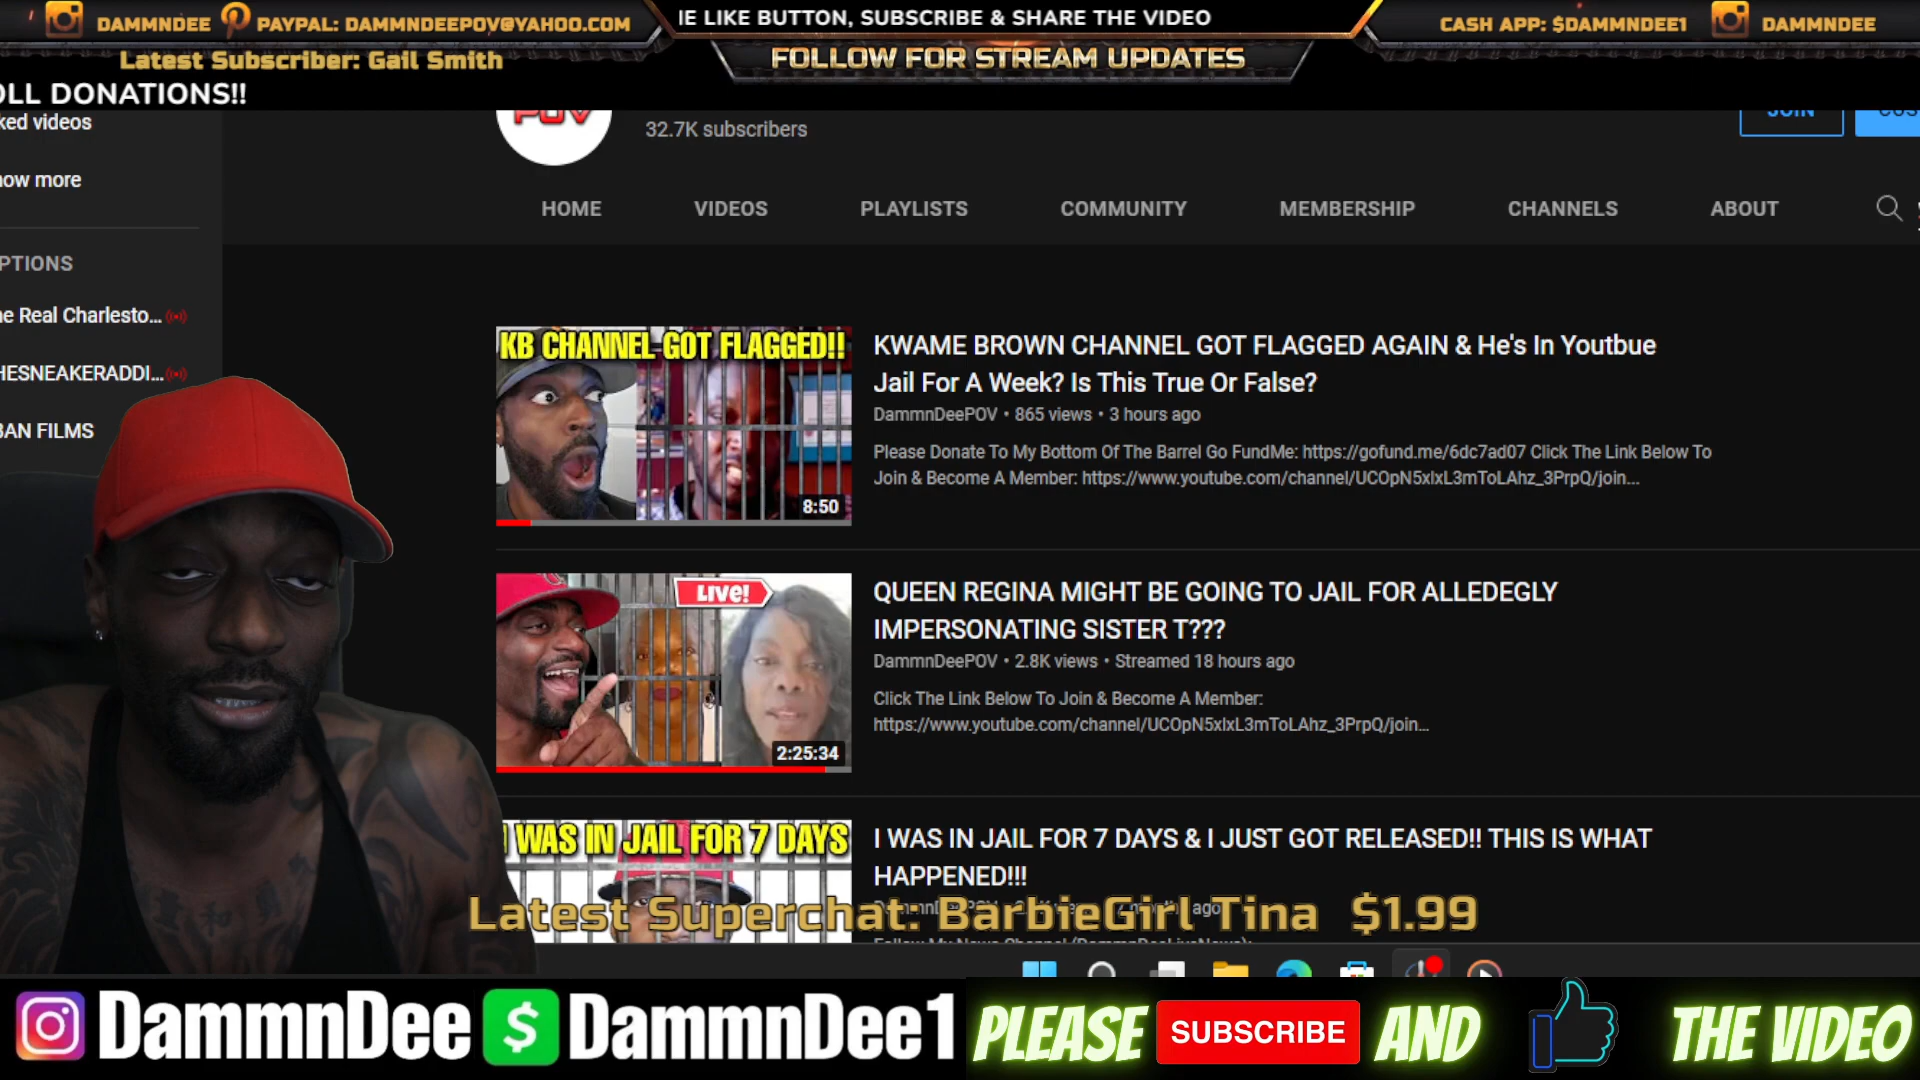 DAMMNDEE
PAYPAL: DAMMNDEEPOV@YAHOO.COM
LIKE BUTTON, SUBSCRIBE & SHARE THE VIDEO
CASH APP: $DAMMNDEE1
DAMMNDEE
Latest Subscriber: Gail Smith
FOLLOW FOR STREAM UPDATES
OLL DONATIONS!!
POV
ked videos
32.7K subscribers
JOIN
CUS
now more
HOME
VIDEOS
PLAYLISTS
COMMUNITY
MEMBERSHIP
CHANNELS
ABOUT
PTIONS
he Real Charlesto...
HESNEAKERADDI...
BAN FILMS
KB CHANNEL GOT FLAGGED!!
8:50
KWAME BROWN CHANNEL GOT FLAGGED AGAIN & He's In Youtbue
Jail For A Week? Is This True Or False?
DammnDeePOV • 865 views • 3 hours ago
Please Donate To My Bottom Of The Barrel Go FundMe: https://gofund.me/6dc7ad07 Click The Link Below To
Join & Become A Member: https://www.youtube.com/channel/UCOpN5xlxL3mToLAhz_3PrpQ/join...
LIVE!
2:25:34
QUEEN REGINA MIGHT BE GOING TO JAIL FOR ALLEDEGLY
IMPERSONATING SISTER T???
DammnDeePOV • 2.8K views • Streamed 18 hours ago
Click The Link Below To Join & Become A Member:
https://www.youtube.com/channel/UCOpN5xlxL3mToLAhz_3PrpQ/join...
I WAS IN JAIL FOR 7 DAYS
I WAS IN JAIL FOR 7 DAYS & I JUST GOT RELEASED!! THIS IS WHAT
HAPPENED!!!
Latest Superchat: BarbieGirl Tina $1.99
DammnDee
$
DammnDee1
PLEASE
SUBSCRIBE
AND
THE VIDEO